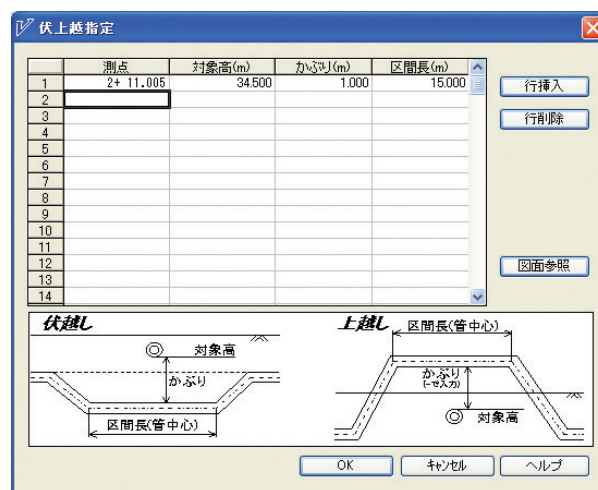 伏上越指定
測点 対象高(m) かぶり(m) 区間長(m)
1 2+ 11.005 34.500 1.000 15.000
2
3
4
5
6
7
8
9
10
11
12
13
14
行挿入
行削除
図面参照
伏越し
対象高
かぶり
区間長(管中心)
上越し
区間長(管中心)
かぶり
(-で入力)
対象高
OK
キャンセル
ヘルプ